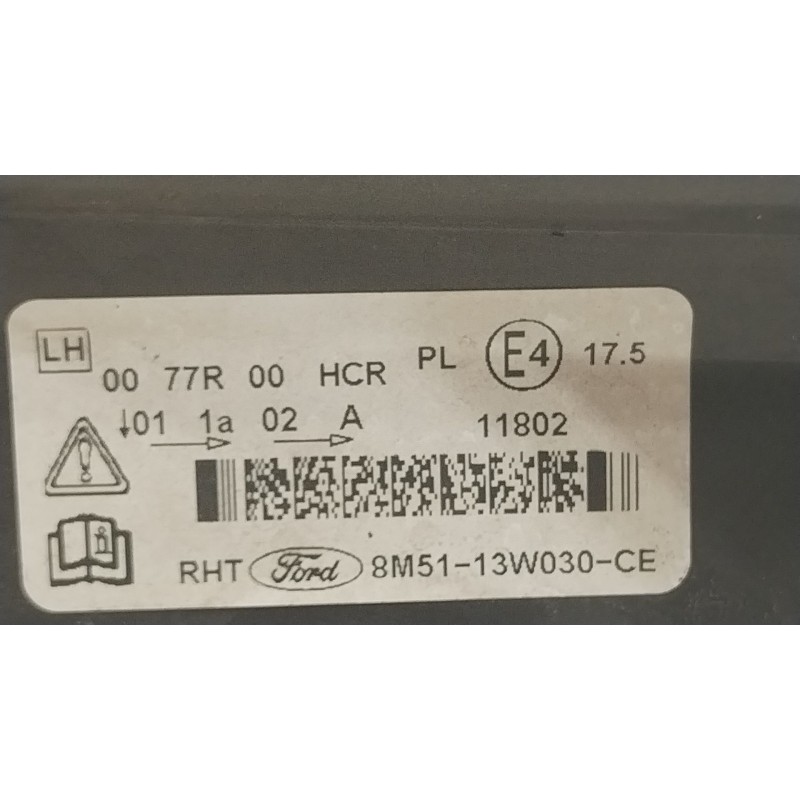 LH 00 77R 00 HCR PL E4 17.5
↓01 1a 02 A 11802
RHT Ford 8M51-13W030-CE